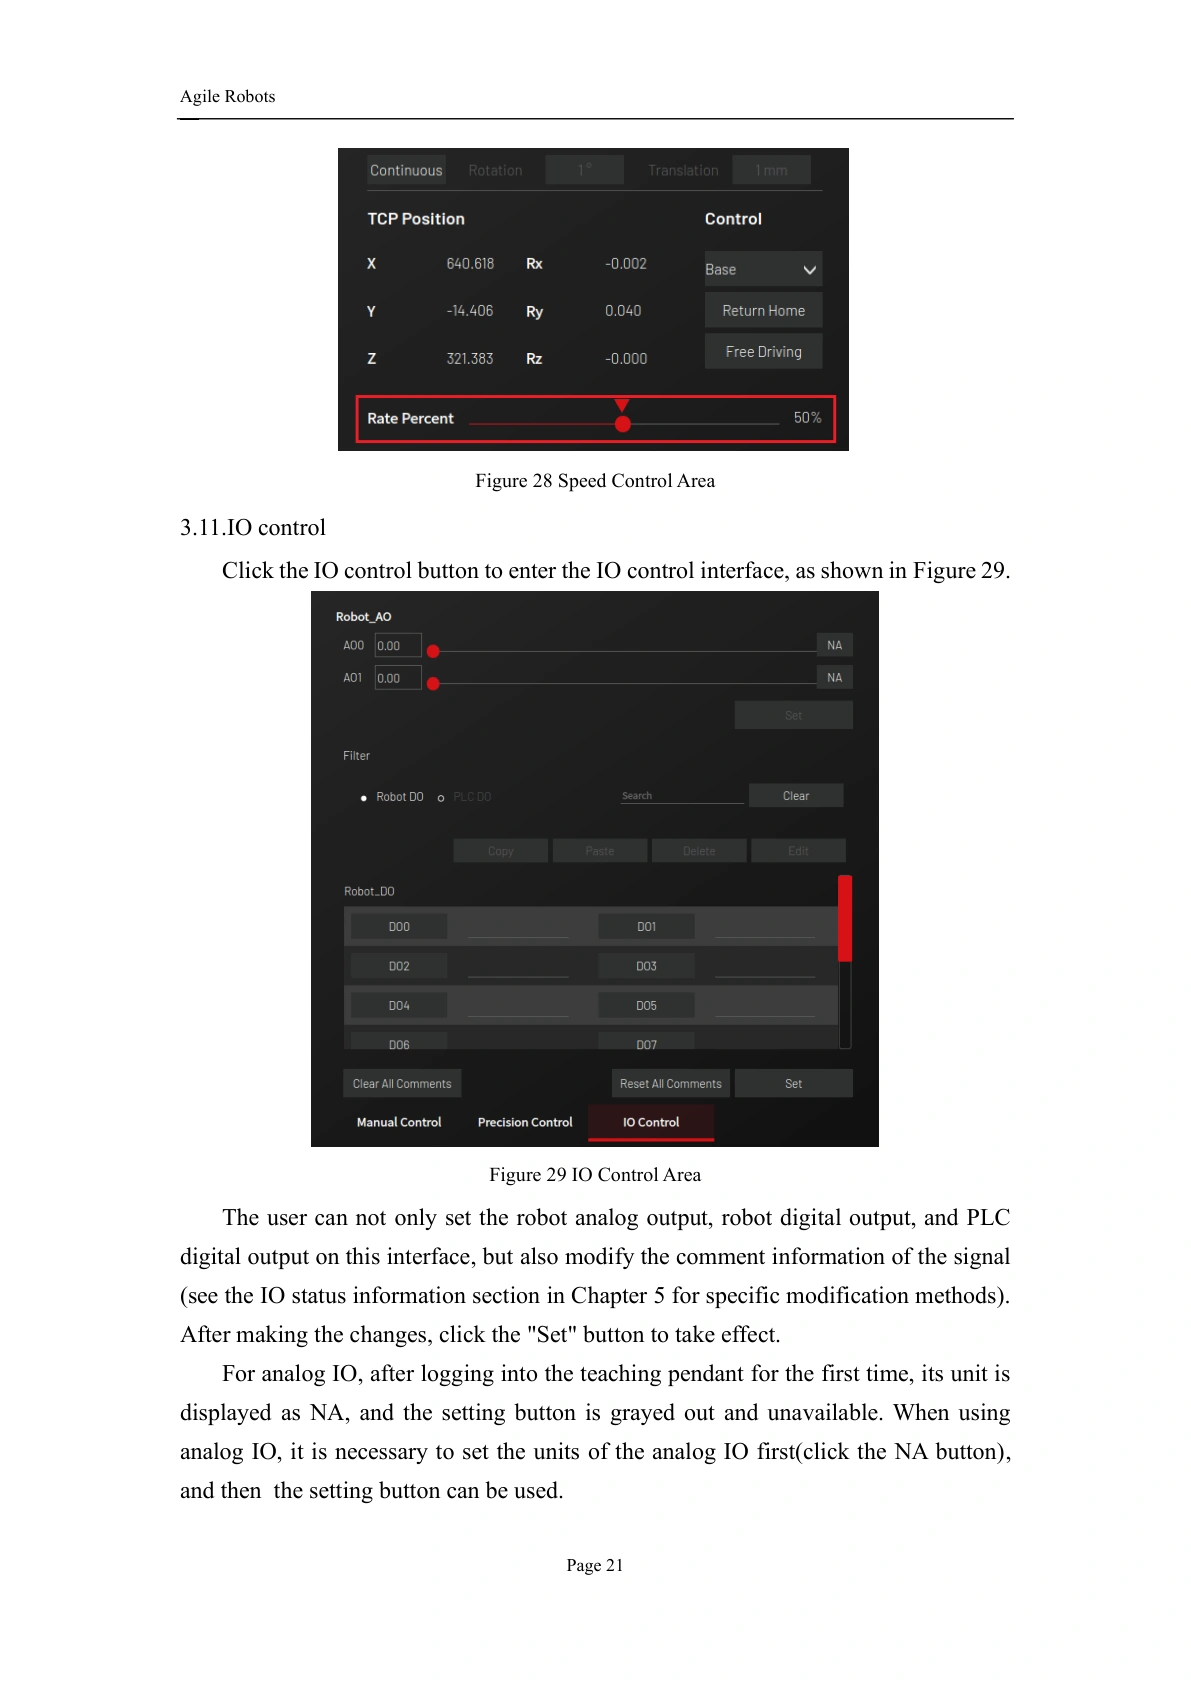 Agile Robots
Continuous Rotation 1° Translation 1 mm
TCP Position Control
X 640.618 Rx -0.002 Base
Y -14.406 Ry 0.040 Return Home
Z 321.383 Rz -0.000 Free Driving
Rate Percent 50%
Figure 28 Speed Control Area
3.11.IO control
Click the IO control button to enter the IO control interface, as shown in Figure 29.
Robot_AO
AO0 0.00 NA
AO1 0.00 NA
Set
Filter
Robot DO PLC DO Search Clear
Copy Paste Delete Edit
Robot_DO
DO0 DO1
DO2 DO3
DO4 DO5
DO6 DO7
Clear All Comments Reset All Comments Set
Manual Control Precision Control IO Control
Figure 29 IO Control Area
The user can not only set the robot analog output, robot digital output, and PLC
digital output on this interface, but also modify the comment information of the signal
(see the IO status information section in Chapter 5 for specific modification methods).
After making the changes, click the "Set" button to take effect.
For analog IO, after logging into the teaching pendant for the first time, its unit is
displayed as NA, and the setting button is grayed out and unavailable. When using
analog IO, it is necessary to set the units of the analog IO first(click the NA button),
and then  the setting button can be used.
Page 21